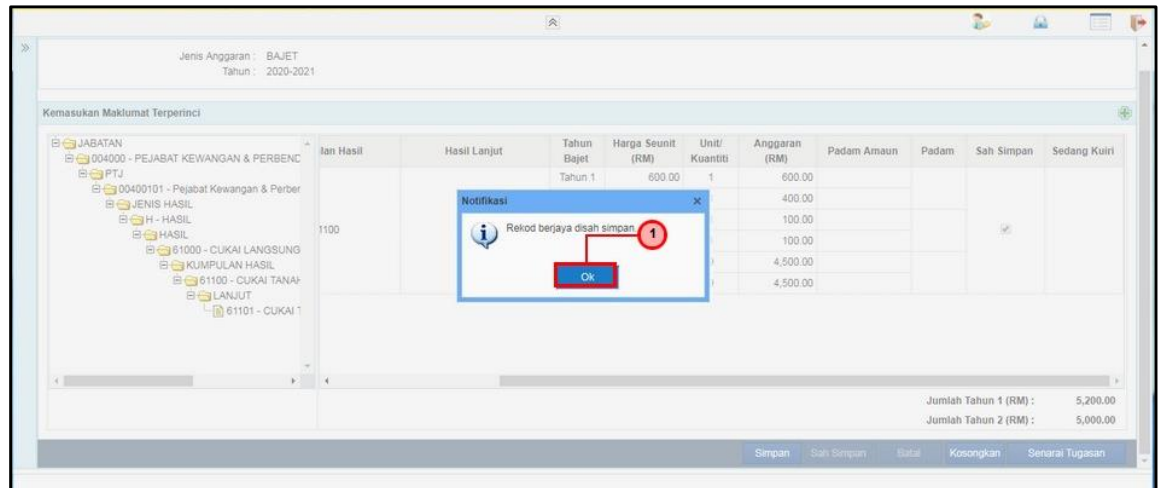 Jenis Anggaran : BAJET
Tahun : 2020-2021
Kemasukan Maklumat Terperinci
JABATAN
004000 - PEJABAT KEWANGAN & PERBEND
PTJ
00400101 - Pejabat Kewangan & Perber
JENIS HASIL
H - HASIL
HASIL
61000 - CUKAI LANGSUNG
KUMPULAN HASIL
61100 - CUKAI TANAH
LANJUT
61101 - CUKAI T
lan Hasil Hasil Lanjut Tahun Bajet Harga Seunit (RM) Unit/ Kuantiti Anggaran (RM) Padam Amaun Padam Sah Simpan Sedang Kuiri
Tahun 1 600.00 1 600.00
400.00
100.00
1100
100.00
4,500.00
4,500.00
Notifikasi x
Rekod berjaya disah simpan.
1
Ok
Jumlah Tahun 1 (RM) : 5,200.00
Jumlah Tahun 2 (RM) : 5,000.00
Simpan Sah Simpan Batal Kosongkan Senarai Tugasan